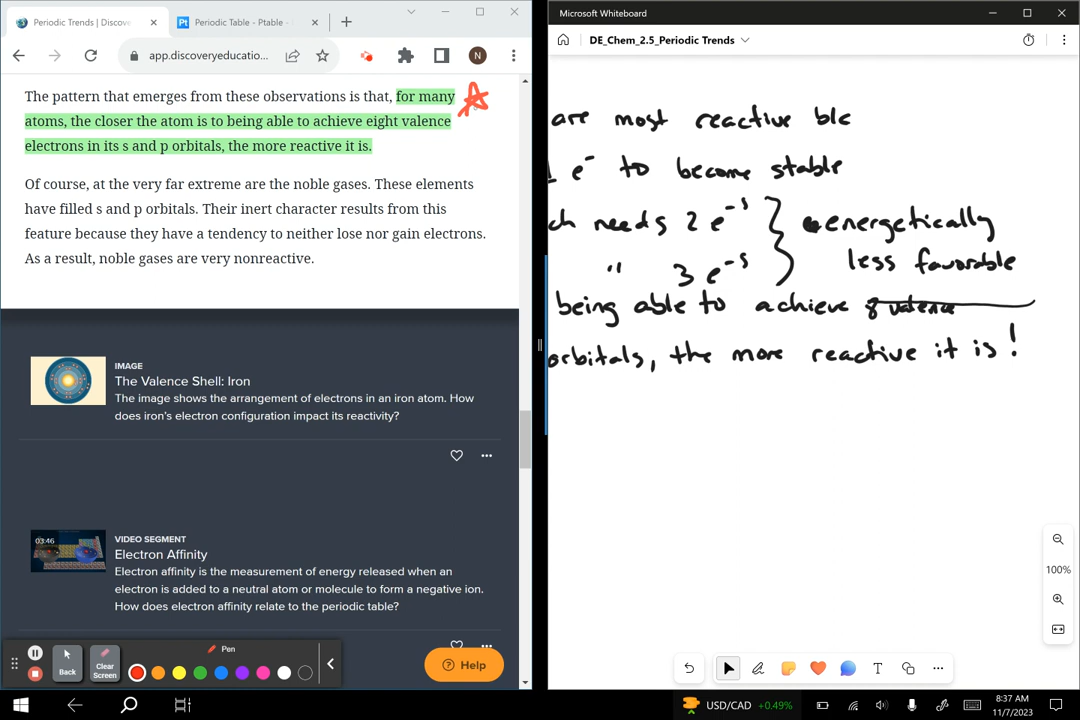 Periodic Trends | Discov
Periodic Table - Ptable -
app.discoveryeducatio...
N
The pattern that emerges from these observations is that, for many
atoms, the closer the atom is to being able to achieve eight valence
electrons in its s and p orbitals, the more reactive it is.
Of course, at the very far extreme are the noble gases. These elements
have filled s and p orbitals. Their inert character results from this
feature because they have a tendency to neither lose nor gain electrons.
As a result, noble gases are very nonreactive.
IMAGE
The Valence Shell: Iron
The image shows the arrangement of electrons in an iron atom. How
does iron's electron configuration impact its reactivity?
03:46
VIDEO SEGMENT
Electron Affinity
Electron affinity is the measurement of energy released when an
electron is added to a neutral atom or molecule to form a negative ion.
How does electron affinity relate to the periodic table?
Pen
Back
Clear
Screen
Help
Microsoft Whiteboard
DE_Chem_2.5_Periodic Trends
are most reactive b/c
1 e⁻ to become stable
ch needs 2 e⁻s } energetically
" 3 e⁻s less favorable
being able to achieve 8 valence
orbitals, the more reactive it is!
100%
USD/CAD +0.49%
8:37 AM
11/7/2023